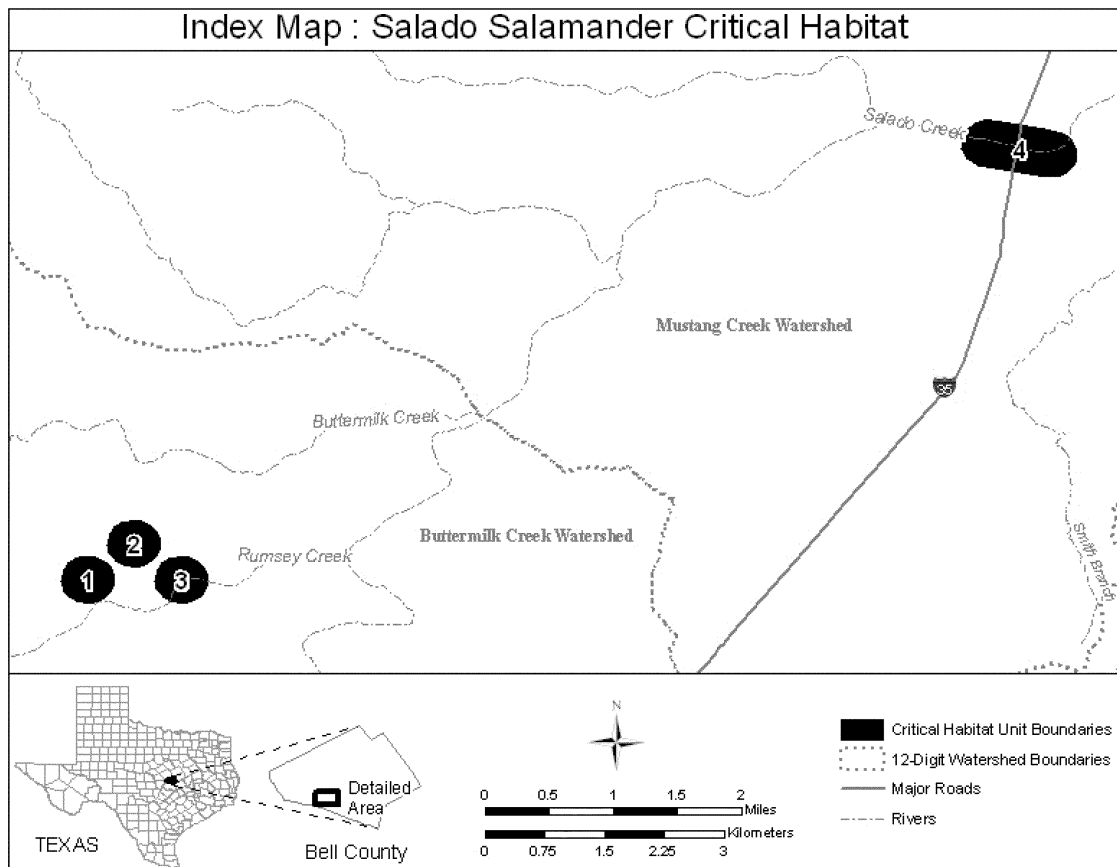 Index Map : Salado Salamander Critical Habitat
Salado Creek
4
Mustang Creek Watershed
35
Buttermilk Creek
Buttermilk Creek Watershed
2
Rumsey Creek
1
3
Smith Branch
N
Critical Habitat Unit Boundaries
12-Digit Watershed Boundaries
Major Roads
Rivers
Detailed
Area
TEXAS
Bell County
0 0.5 1 1.5 2
Miles
Kilometers
0 0.75 1.5 2.25 3